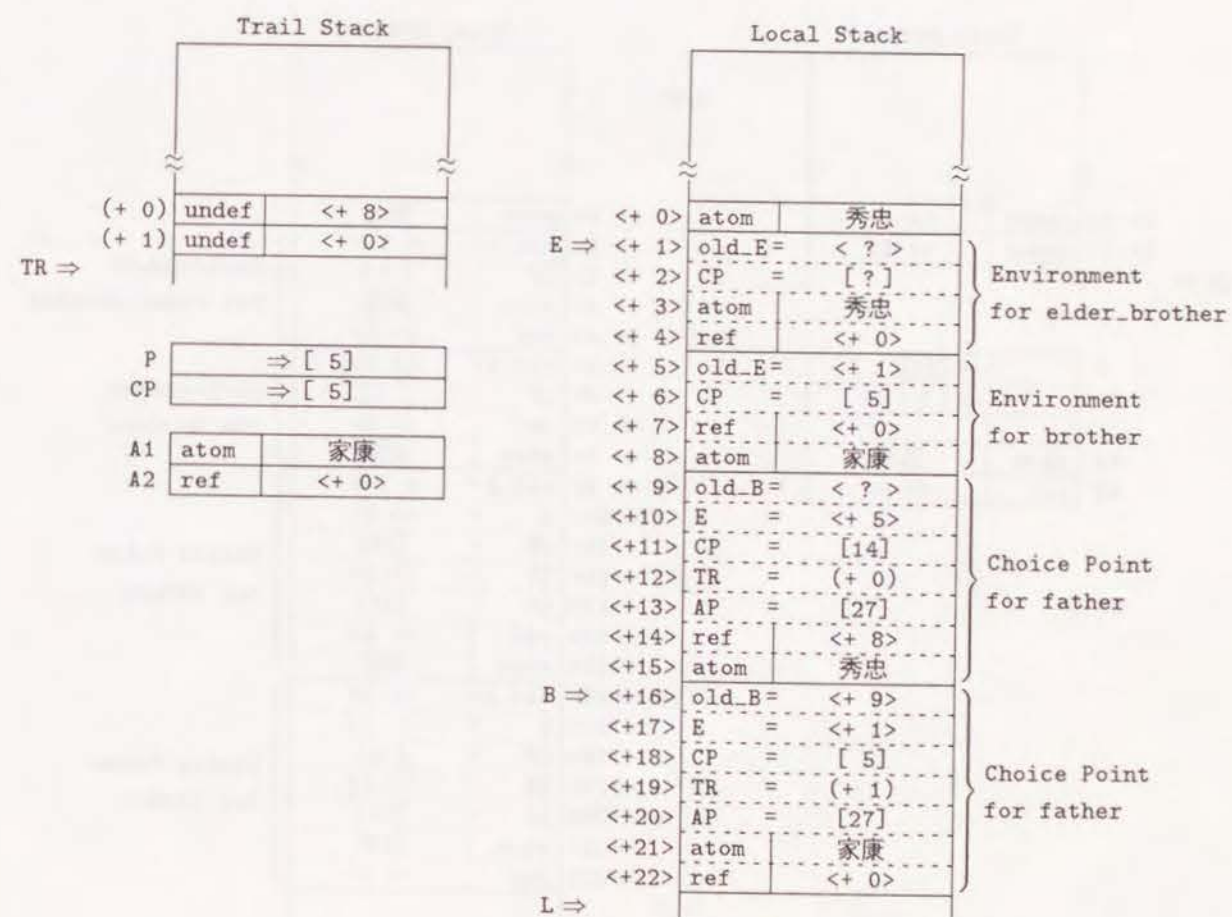 Trail Stack
(+ 0) undef <+ 8>
(+ 1) undef <+ 0>
TR ⇒
P ⇒ [ 5]
CP ⇒ [ 5]
A1 atom 家康
A2 ref <+ 0>
Local Stack
<+ 0> atom 秀忠
E ⇒ <+ 1> old_E= < ? >
<+ 2> CP = [ ? ]
<+ 3> atom 秀忠
<+ 4> ref <+ 0>
Environment
for elder_brother
<+ 5> old_E= <+ 1>
<+ 6> CP = [ 5]
<+ 7> ref <+ 0>
<+ 8> atom 家康
Environment
for brother
<+ 9> old_B= < ? >
<+10> E = <+ 5>
<+11> CP = [14]
<+12> TR = (+ 0)
<+13> AP = [27]
<+14> ref <+ 8>
<+15> atom 秀忠
Choice Point
for father
B ⇒ <+16> old_B= <+ 9>
<+17> E = <+ 1>
<+18> CP = [ 5]
<+19> TR = (+ 1)
<+20> AP = [27]
<+21> atom 家康
<+22> ref <+ 0>
Choice Point
for father
L ⇒